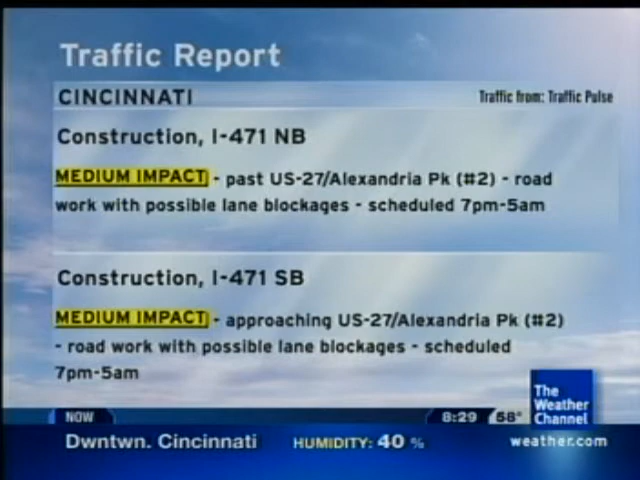 Traffic Report
CINCINNATI
Traffic from: Traffic Pulse
Construction, I-471 NB
MEDIUM IMPACT - past US-27/Alexandria Pk (#2) - road
work with possible lane blockages - scheduled 7pm-5am
Construction, I-471 SB
MEDIUM IMPACT - approaching US-27/Alexandria Pk (#2)
- road work with possible lane blockages - scheduled
7pm-5am
The
Weather
Channel
NOW
8:29 58°
Dwntwn. Cincinnati HUMIDITY: 40 %
weather.com